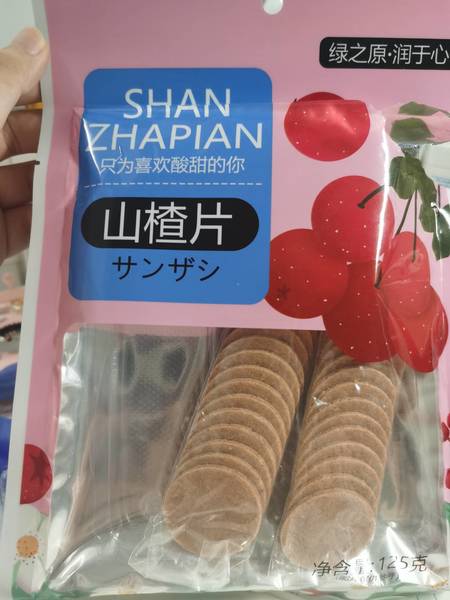 绿之原·润于心
SHAN
ZHAPIAN
只为喜欢酸甜的你
山楂片
サンザシ
净含量:125克